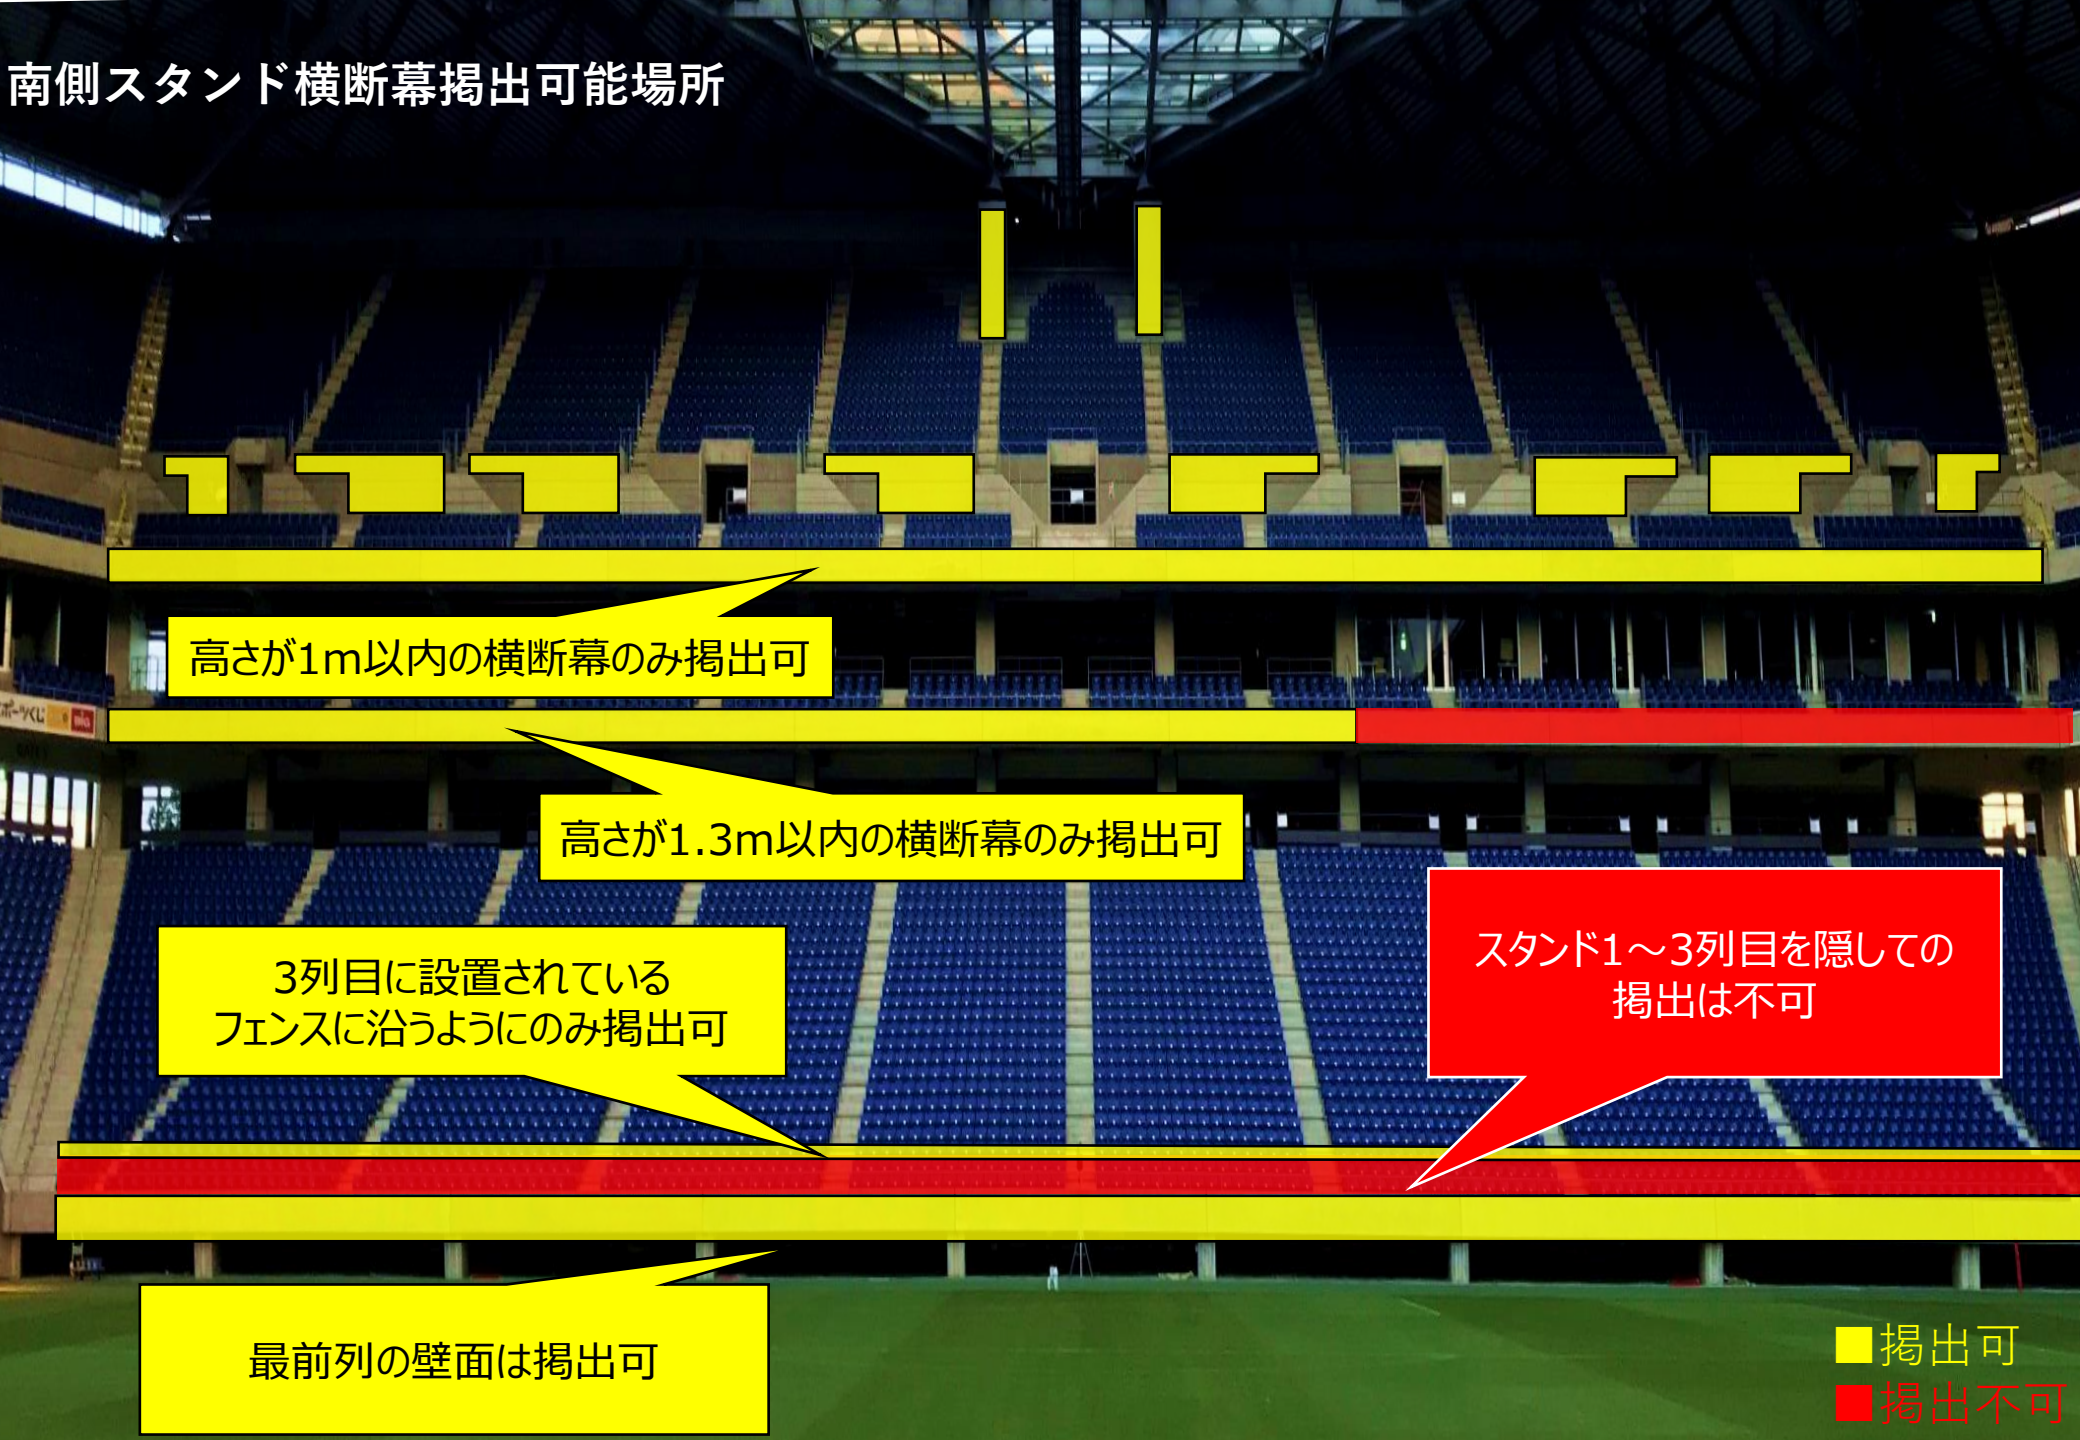 南側スタンド横断幕掲出可能場所
高さが1m以内の横断幕のみ掲出可
高さが1.3m以内の横断幕のみ掲出可
3列目に設置されている
フェンスに沿うようにのみ掲出可
スタンド1～3列目を隠しての
掲出は不可
最前列の壁面は掲出可
■掲出可
■掲出不可